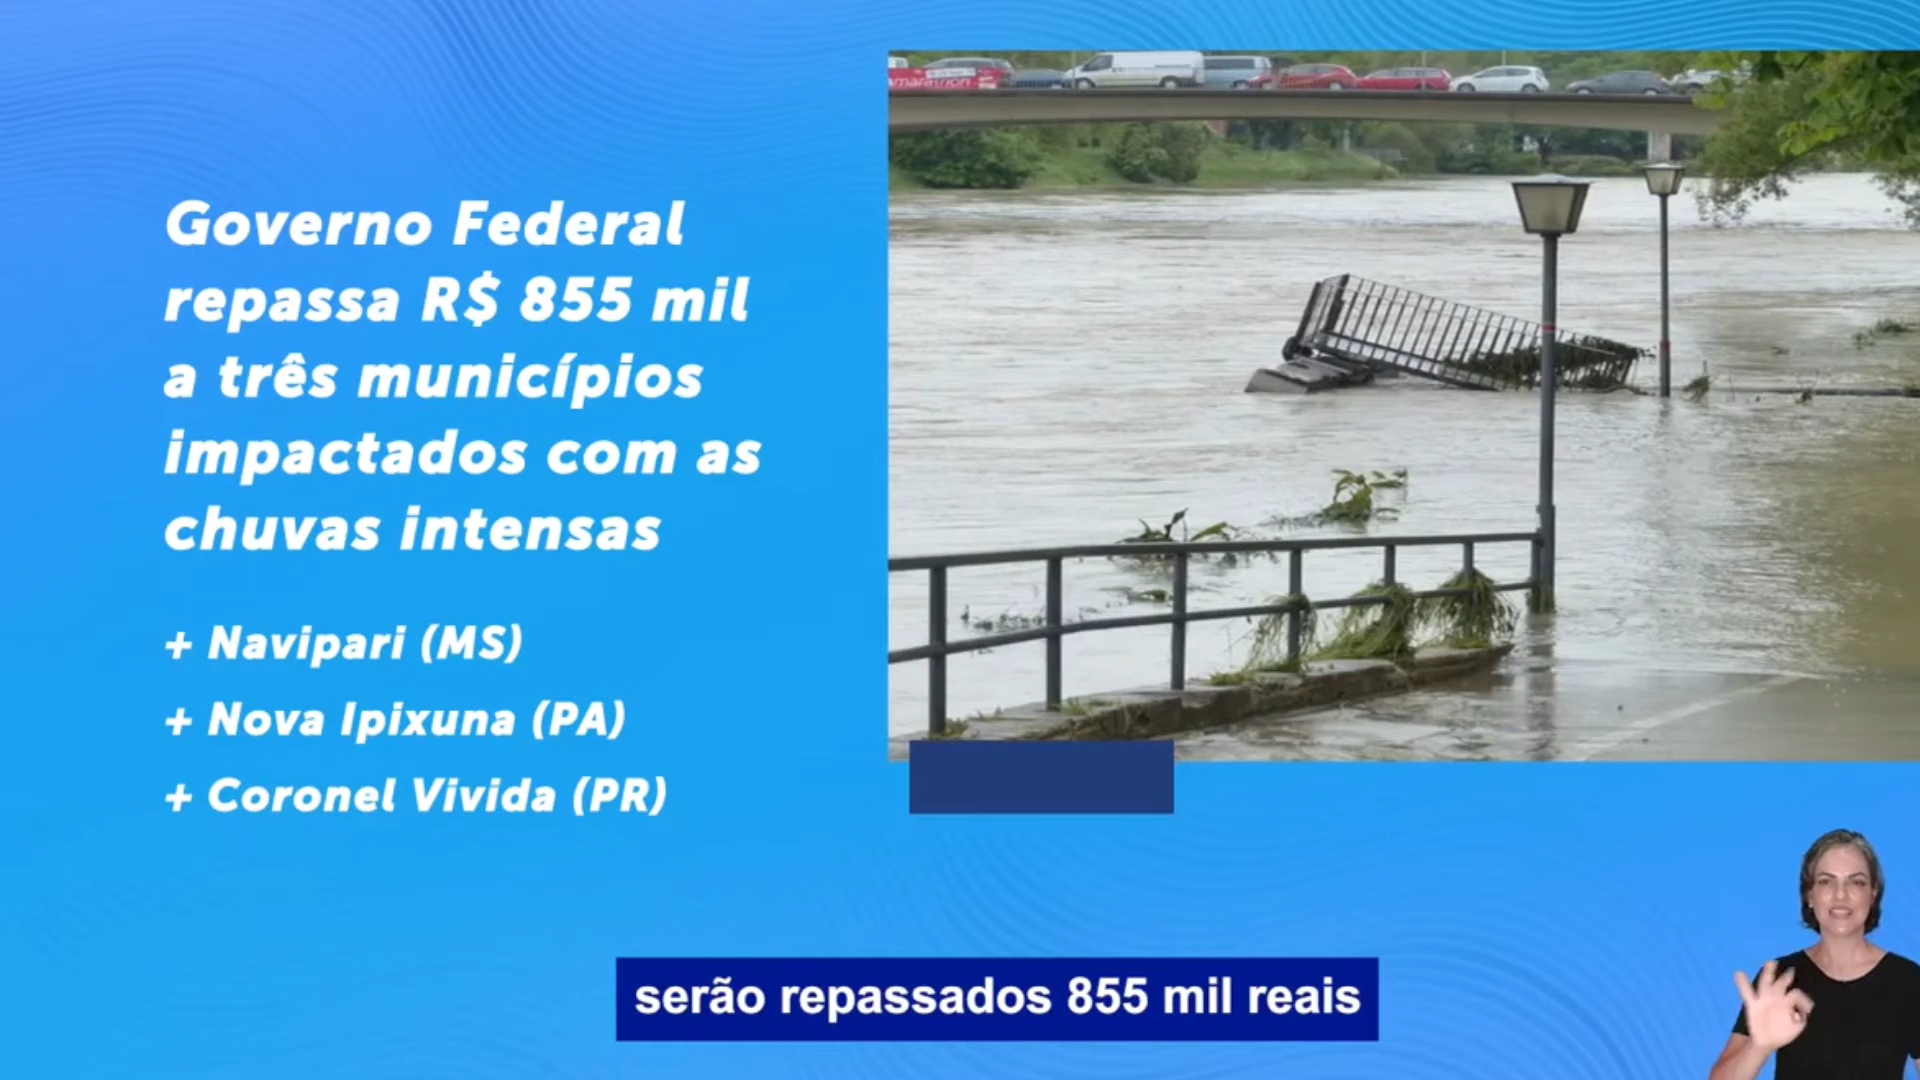 Governo Federal
repassa R$ 855 mil
a três municípios
impactados com as
chuvas intensas
+ Navipari (MS)
+ Nova Ipixuna (PA)
+ Coronel Vivida (PR)
marathon
serão repassados 855 mil reais